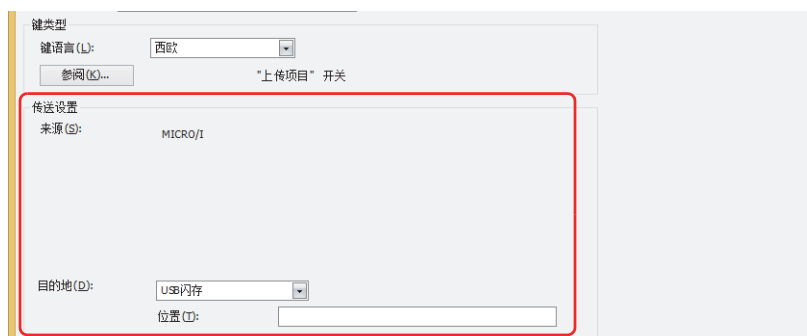 键类型
键语言(L): 西欧
参阅(K)... "上传项目" 开关
传送设置
来源(S): MICRO/I
目的地(D): USB闪存
位置(T):